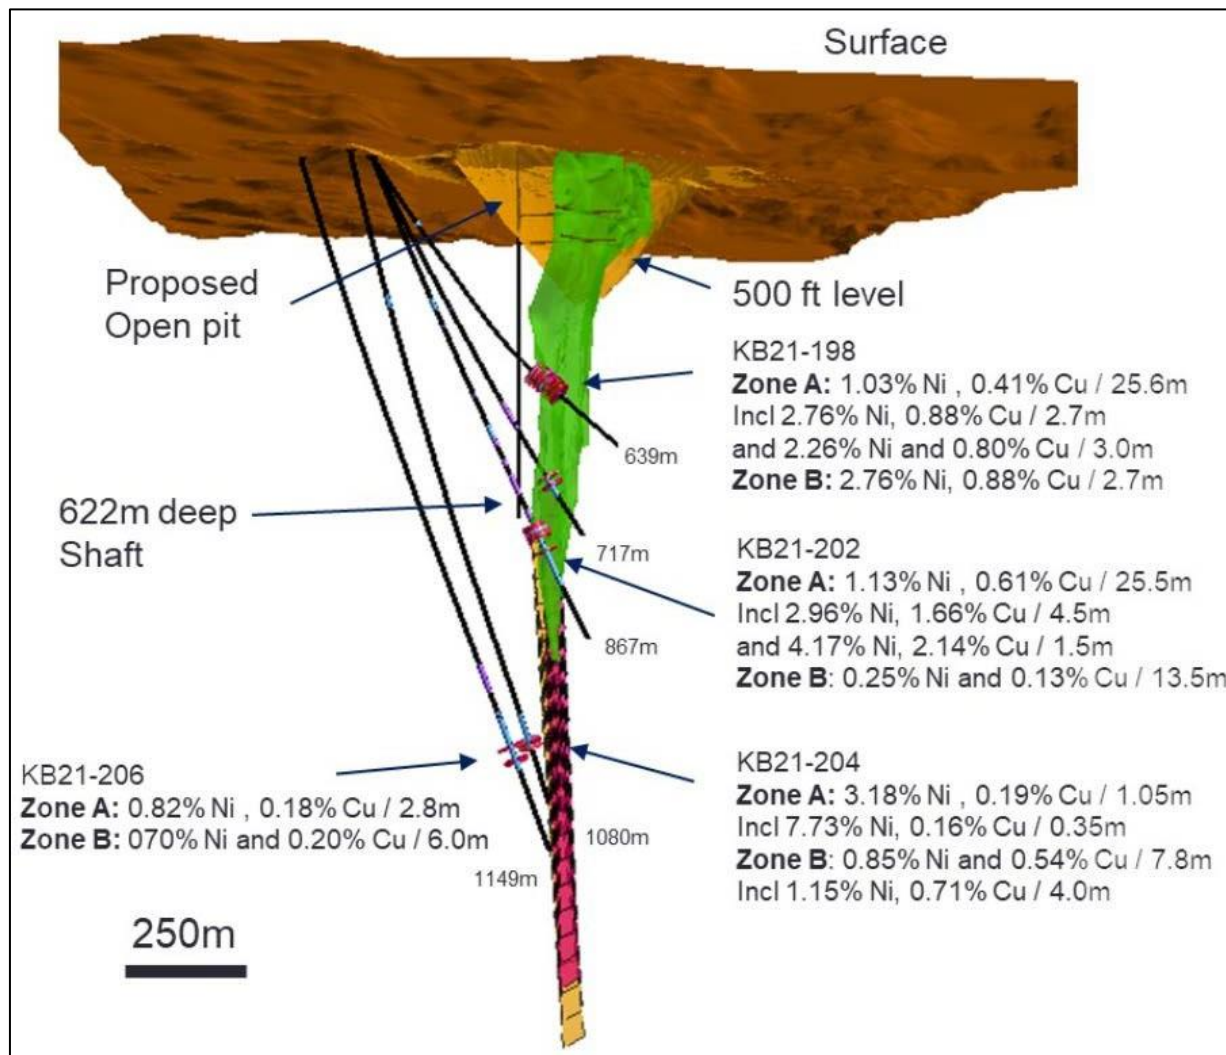 Surface
Proposed
Open pit
500 ft level
KB21-198
Zone A: 1.03% Ni , 0.41% Cu / 25.6m
Incl 2.76% Ni, 0.88% Cu / 2.7m
and 2.26% Ni and 0.80% Cu / 3.0m
Zone B: 2.76% Ni, 0.88% Cu / 2.7m
639m
622m deep
Shaft
717m
KB21-202
Zone A: 1.13% Ni , 0.61% Cu / 25.5m
Incl 2.96% Ni, 1.66% Cu / 4.5m
and 4.17% Ni, 2.14% Cu / 1.5m
Zone B: 0.25% Ni and 0.13% Cu / 13.5m
867m
KB21-206
Zone A: 0.82% Ni , 0.18% Cu / 2.8m
Zone B: 070% Ni and 0.20% Cu / 6.0m
KB21-204
Zone A: 3.18% Ni , 0.19% Cu / 1.05m
Incl 7.73% Ni, 0.16% Cu / 0.35m
Zone B: 0.85% Ni and 0.54% Cu / 7.8m
Incl 1.15% Ni, 0.71% Cu / 4.0m
1080m
1149m
250m